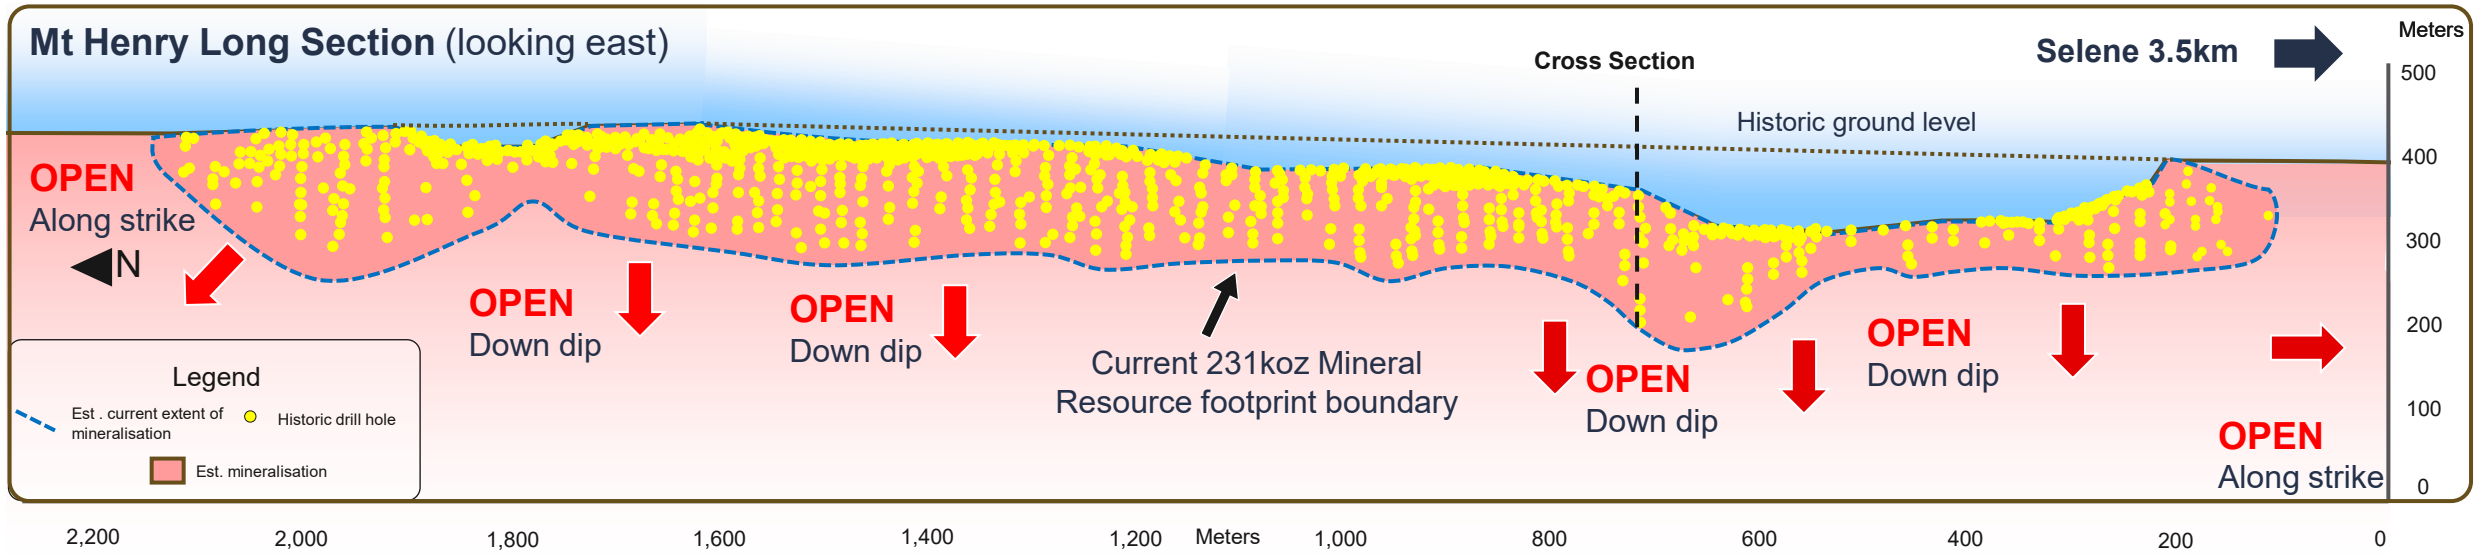 Mt Henry Long Section (looking east)
Cross Section
Selene 3.5km
Meters
500
Historic ground level
400
OPEN
Along strike
N
300
OPEN
Down dip
OPEN
Down dip
Current 231koz Mineral
Resource footprint boundary
OPEN
Down dip
OPEN
Down dip
200
100
OPEN
Along strike
0
Legend
Est . current extent of
mineralisation
Historic drill hole
Est. mineralisation
2,200 2,000 1,800 1,600 1,400 1,200 Meters 1,000 800 600 400 200 0